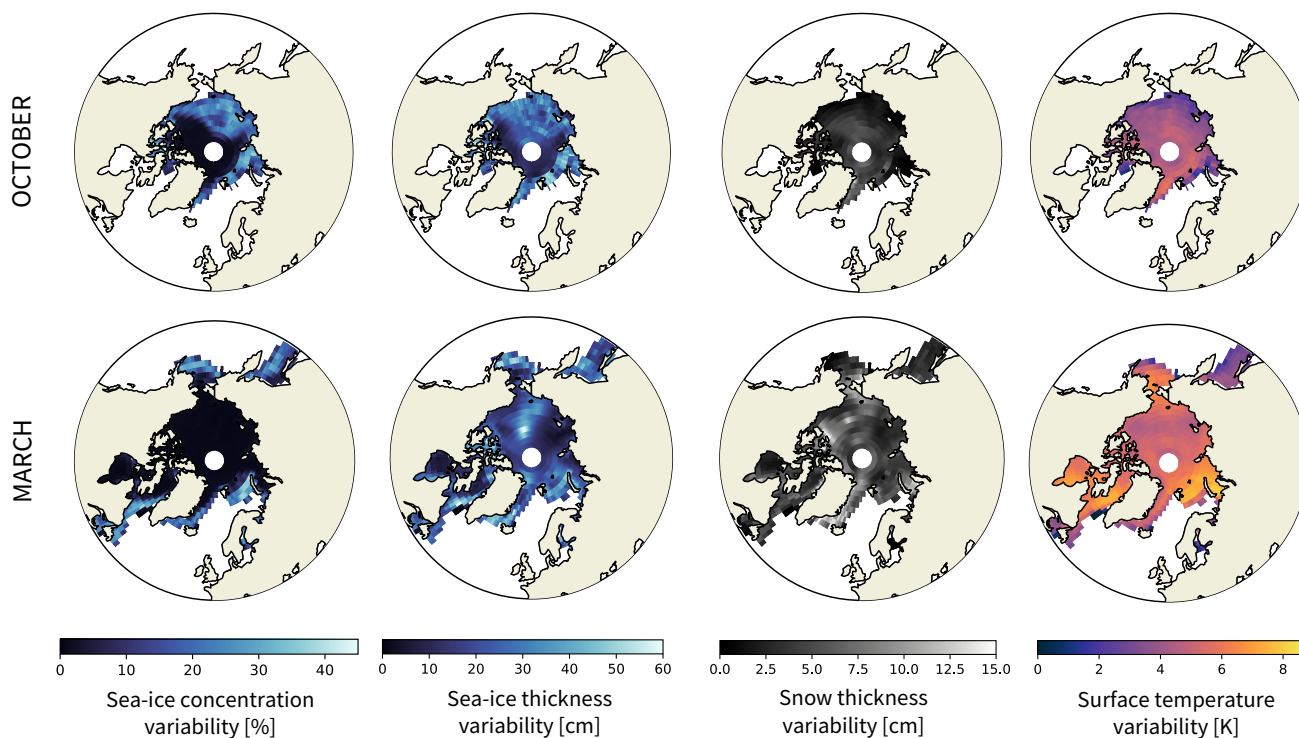 OCTOBER
MARCH
0 10 20 30 40
0 10 20 30 40 50 60
0.0 2.5 5.0 7.5 10.0 12.5 15.0
0 2 4 6 8
Sea-ice concentration
variability [%]
Sea-ice thickness
variability [cm]
Snow thickness
variability [cm]
Surface temperature
variability [K]